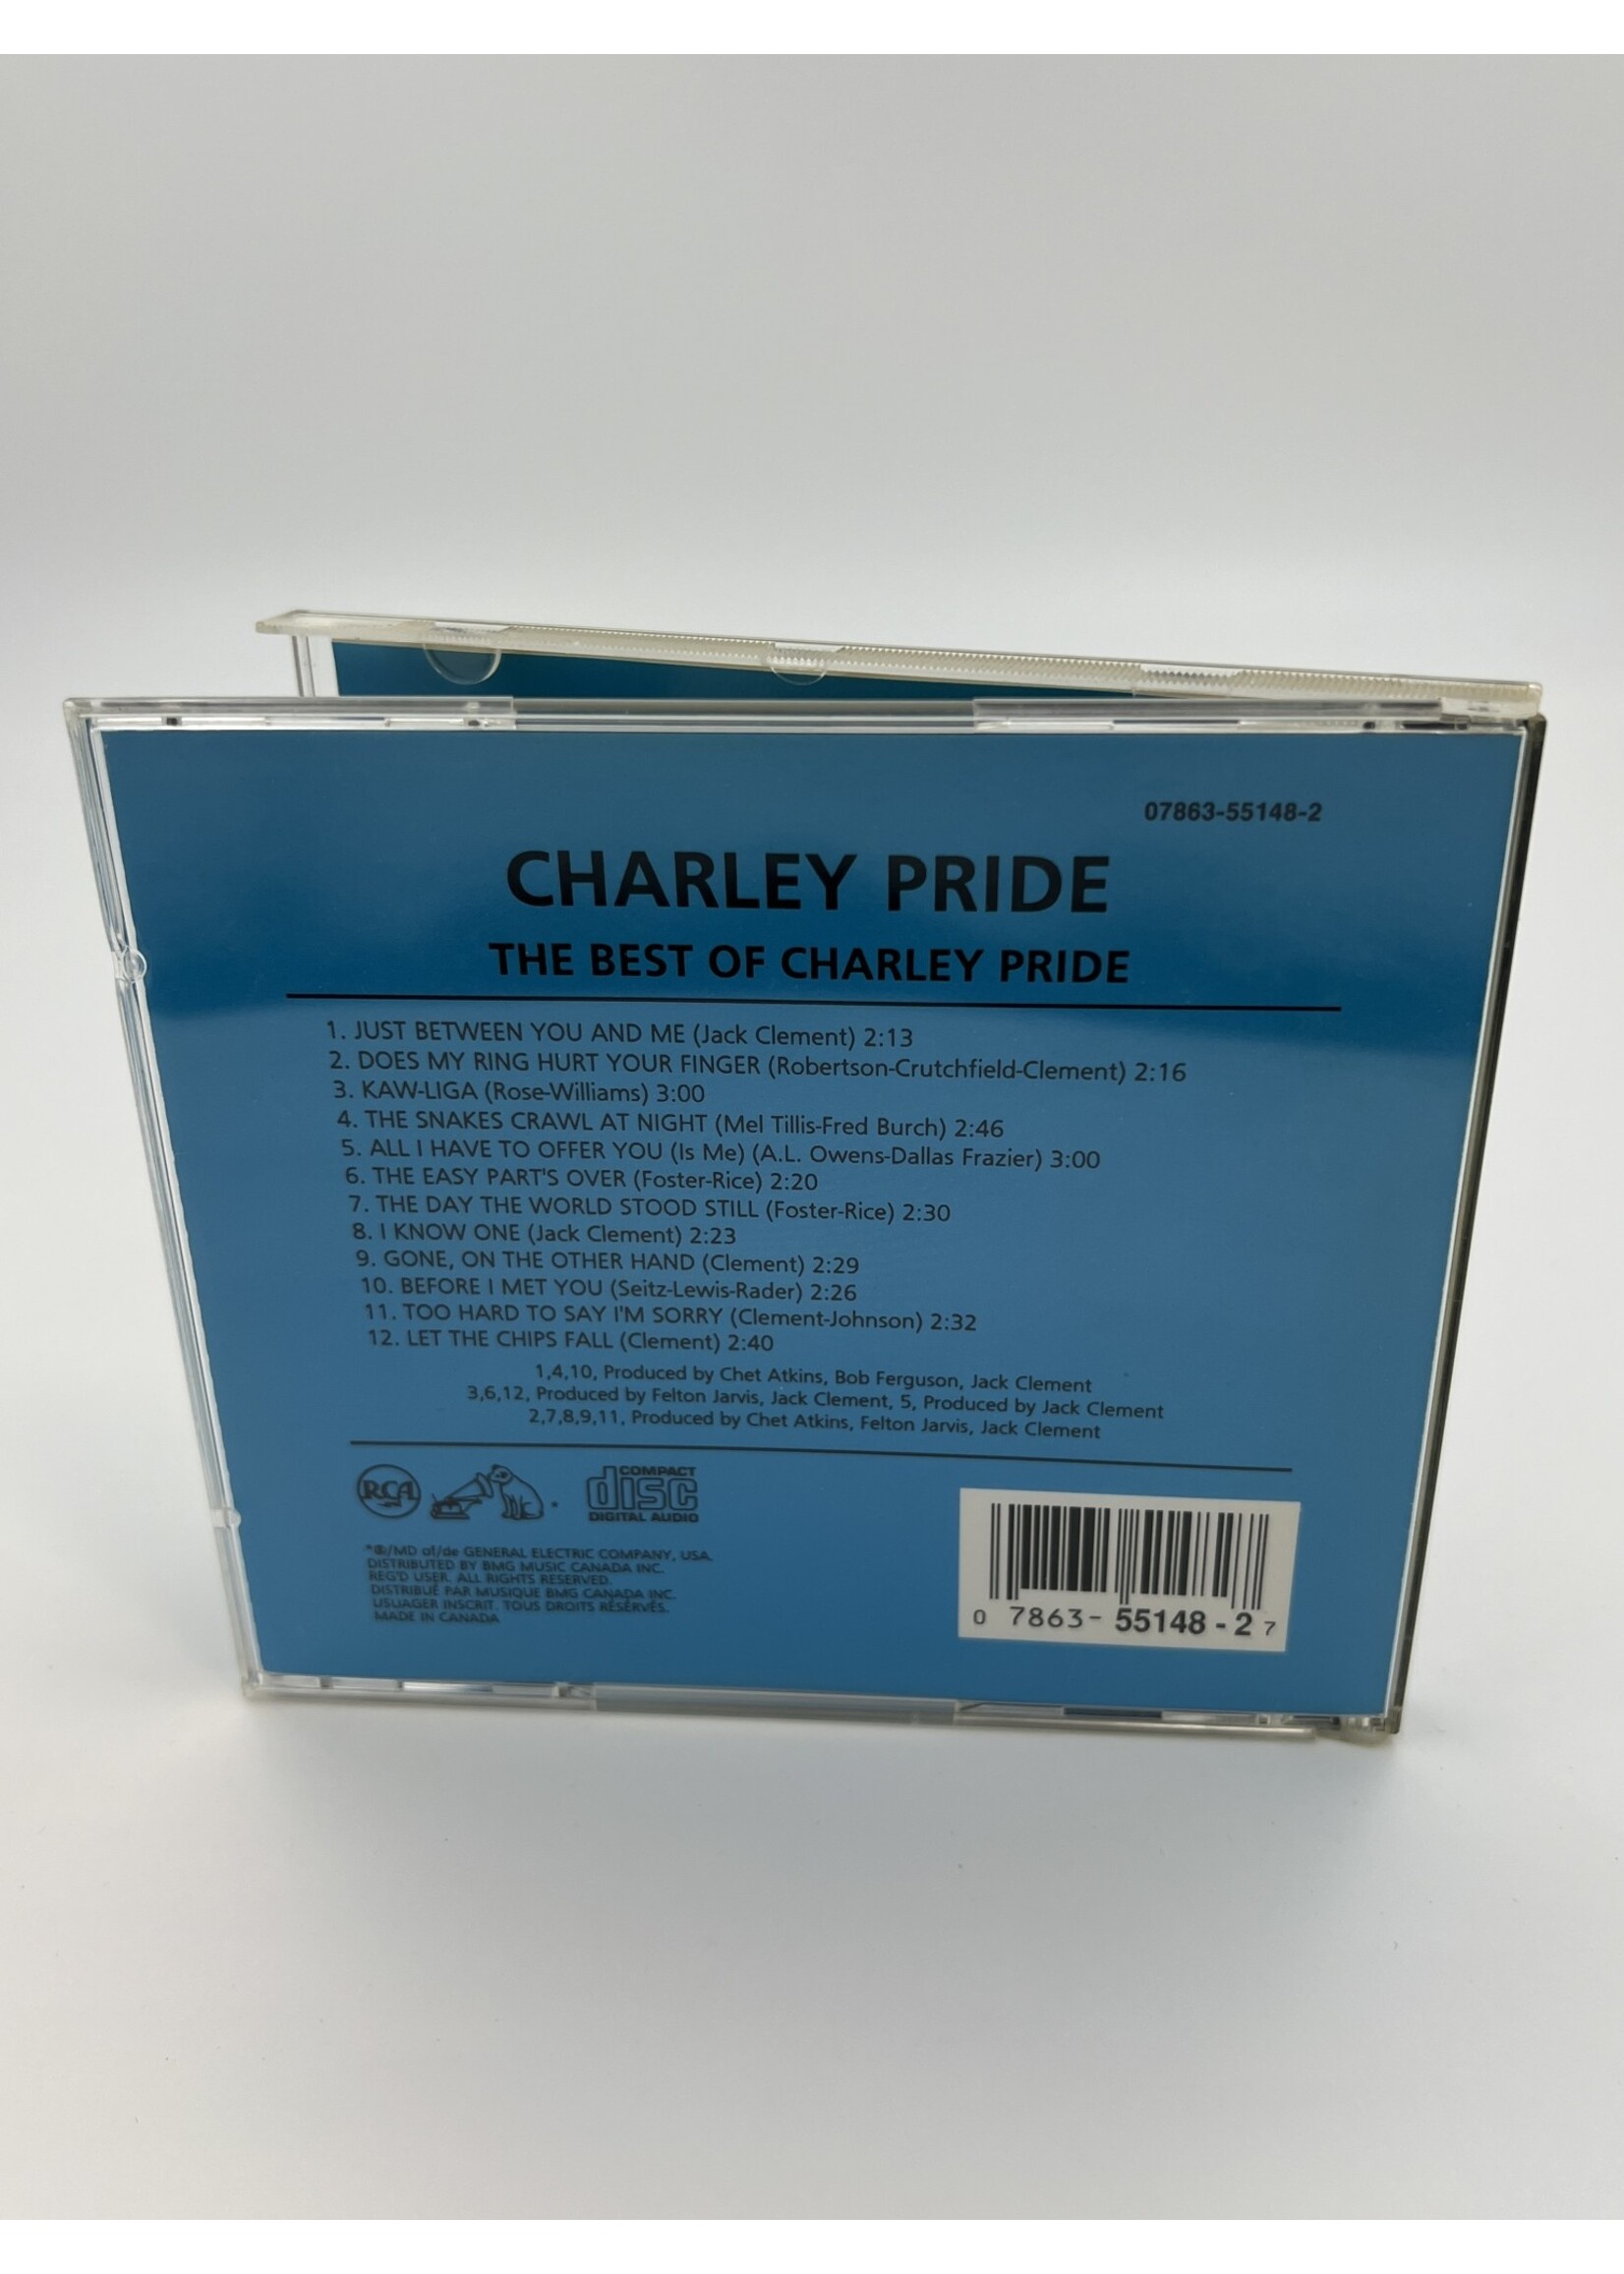 07863-55148-2
CHARLEY PRIDE
THE BEST OF CHARLEY PRIDE
1. JUST BETWEEN YOU AND ME (Jack Clement) 2:13
2. DOES MY RING HURT YOUR FINGER (Robertson-Crutchfield-Clement) 2:16
3. KAW-LIGA (Rose-Williams) 3:00
4. THE SNAKES CRAWL AT NIGHT (Mel Tillis-Fred Burch) 2:46
5. ALL I HAVE TO OFFER YOU (Is Me) (A.L. Owens-Dallas Frazier) 3:00
6. THE EASY PART'S OVER (Foster-Rice) 2:20
7. THE DAY THE WORLD STOOD STILL (Foster-Rice) 2:30
8. I KNOW ONE (Jack Clement) 2:23
9. GONE, ON THE OTHER HAND (Clement) 2:29
10. BEFORE I MET YOU (Seitz-Lewis-Rader) 2:26
11. TOO HARD TO SAY I'M SORRY (Clement-Johnson) 2:32
12. LET THE CHIPS FALL (Clement) 2:40
1,4,10, Produced by Chet Atkins, Bob Ferguson, Jack Clement
3,6,12, Produced by Felton Jarvis, Jack Clement, 5, Produced by Jack Clement
2,7,8,9,11, Produced by Chet Atkins, Felton Jarvis, Jack Clement
RCA
COMPACT
disc
DIGITAL AUDIO
*®/MD of/de GENERAL ELECTRIC COMPANY, USA.
DISTRIBUTED BY BMG MUSIC CANADA INC.
REG'D USER. ALL RIGHTS RESERVED.
DISTRIBUÉ PAR MUSIQUE BMG CANADA INC.
USUAGER INSCRIT. TOUS DROITS RÉSERVÉS.
MADE IN CANADA
0 7863-55148-2 7